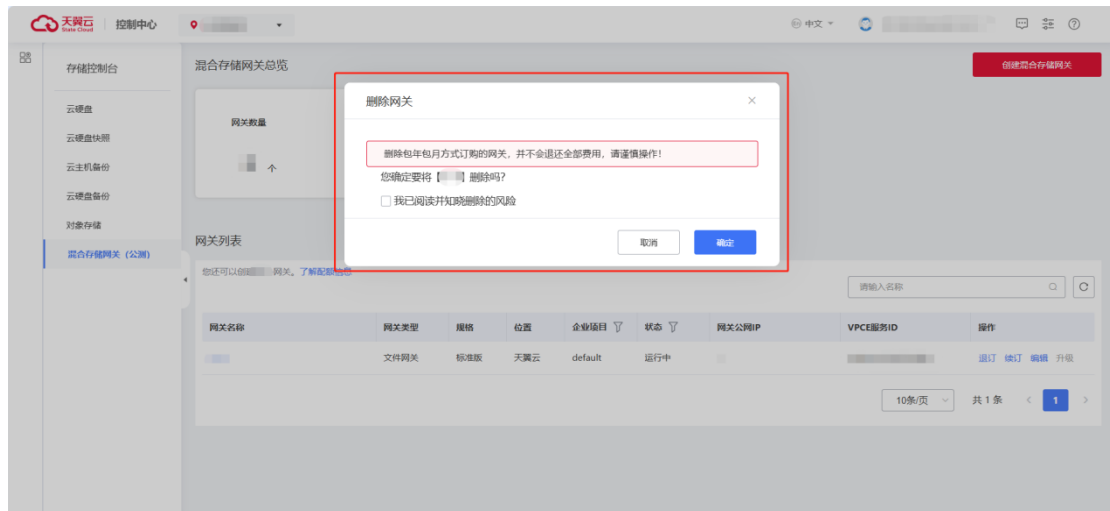 天翼云
State Cloud
控制中心
中文
存储控制台
云硬盘
云硬盘快照
云主机备份
云硬盘备份
对象存储
混合存储网关（公测）
混合存储网关总览
创建混合存储网关
网关数量
个
删除网关
删除包年包月方式订购的网关，并不会退还全部费用，请谨慎操作！
您确定要将【 】删除吗？
我已阅读并知晓删除的风险
取消 确定
网关列表
您还可以创建 网关。了解配额信息
请输入名称
网关名称 网关类型 规格 位置 企业项目 状态 网关公网IP VPCE服务ID 操作
文件网关 标准版 天翼云 default 运行中 退订 续订 编辑 升级
10条/页 共 1 条 1